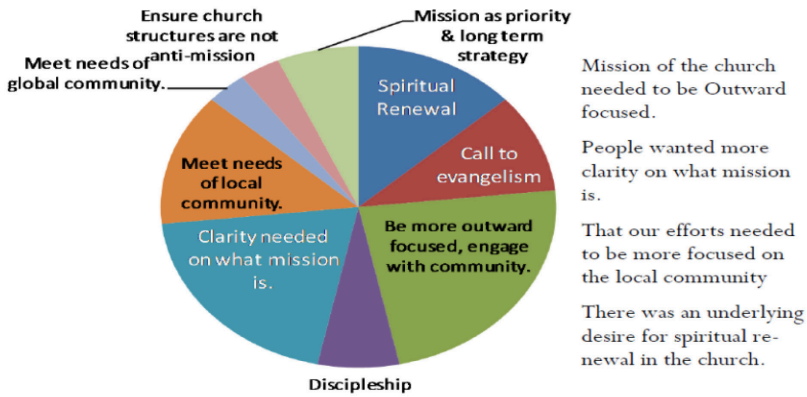 Ensure church
structures are not
anti-mission
Mission as priority
& long term
strategy
Meet needs of
global community.
Spiritual
Renewal
Call to
evangelism
Meet needs
of local
community.
Be more outward
focused, engage
with community.
Clarity needed
on what mission
is.
Discipleship
Mission of the church
needed to be Outward
focused.
People wanted more
clarity on what mission
is.
That our efforts needed
to be more focused on
the local community
There was an underlying
desire for spiritual re-
newal in the church.